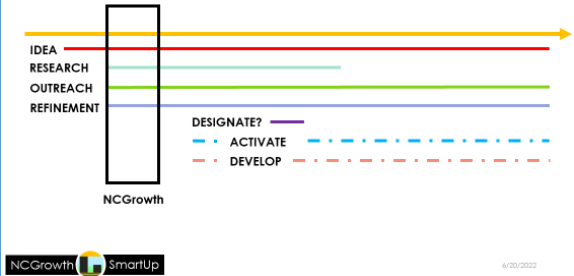 IDEA
RESEARCH
OUTREACH
REFINEMENT
DESIGNATE?
ACTIVATE
DEVELOP
NCGrowth
NCGrowth SmartUp
6/20/2022